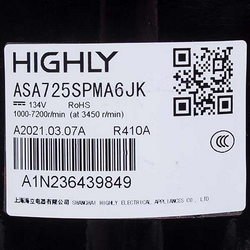 HIGHLY
ASA725SPMA6JK
134V RoHS
1000-7200r/min (at 3450 r/min)
A2021.03.07A R410A
A1N236439849
上海海立电器有限公司 SHANGHAI HIGHLY ELECTRICAL APPLIANCES CO.,LTD